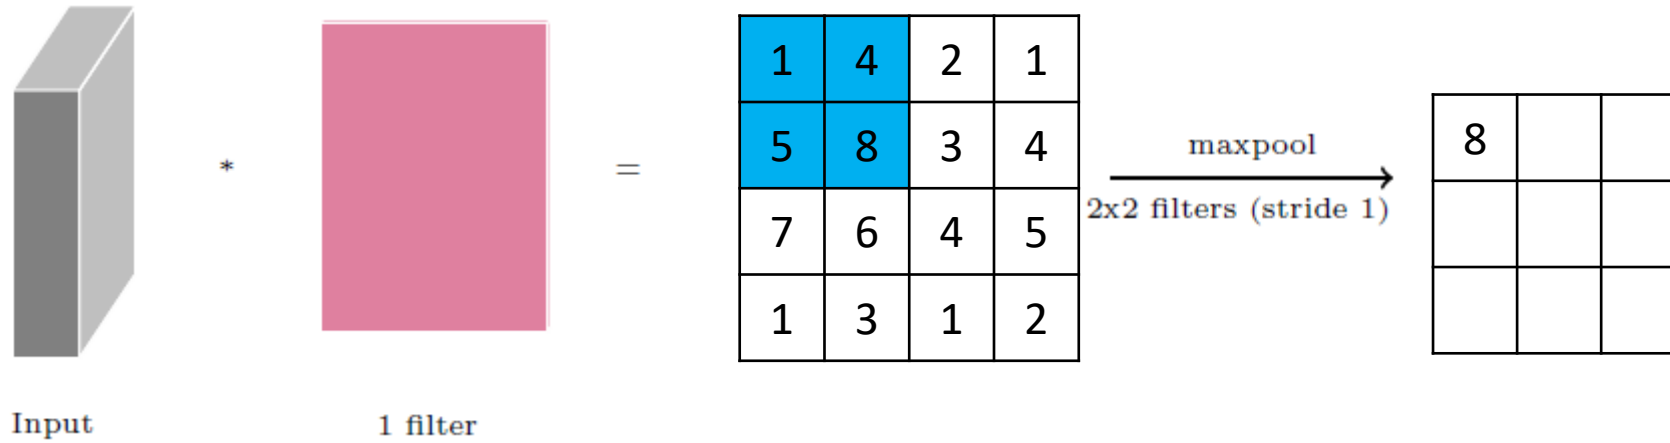 1 4 2 1
5 8 3 4
7 6 4 5
1 3 1 2
*
=
maxpool
2x2 filters (stride 1)
8
Input
1 filter